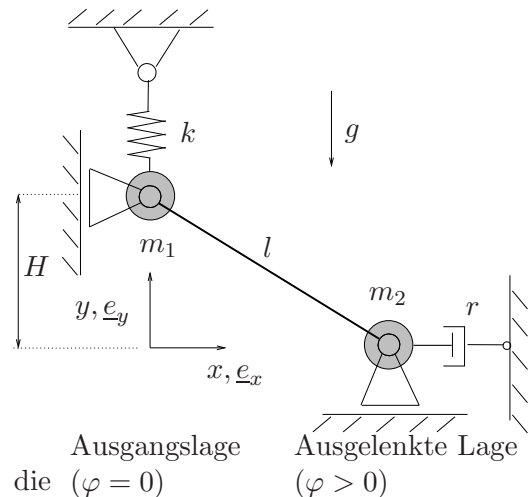 k
g
m₁
l
H
m₂
r
y, e_y
x, e_x
Ausgangslage Ausgelenkte Lage
die (φ = 0) (φ > 0)